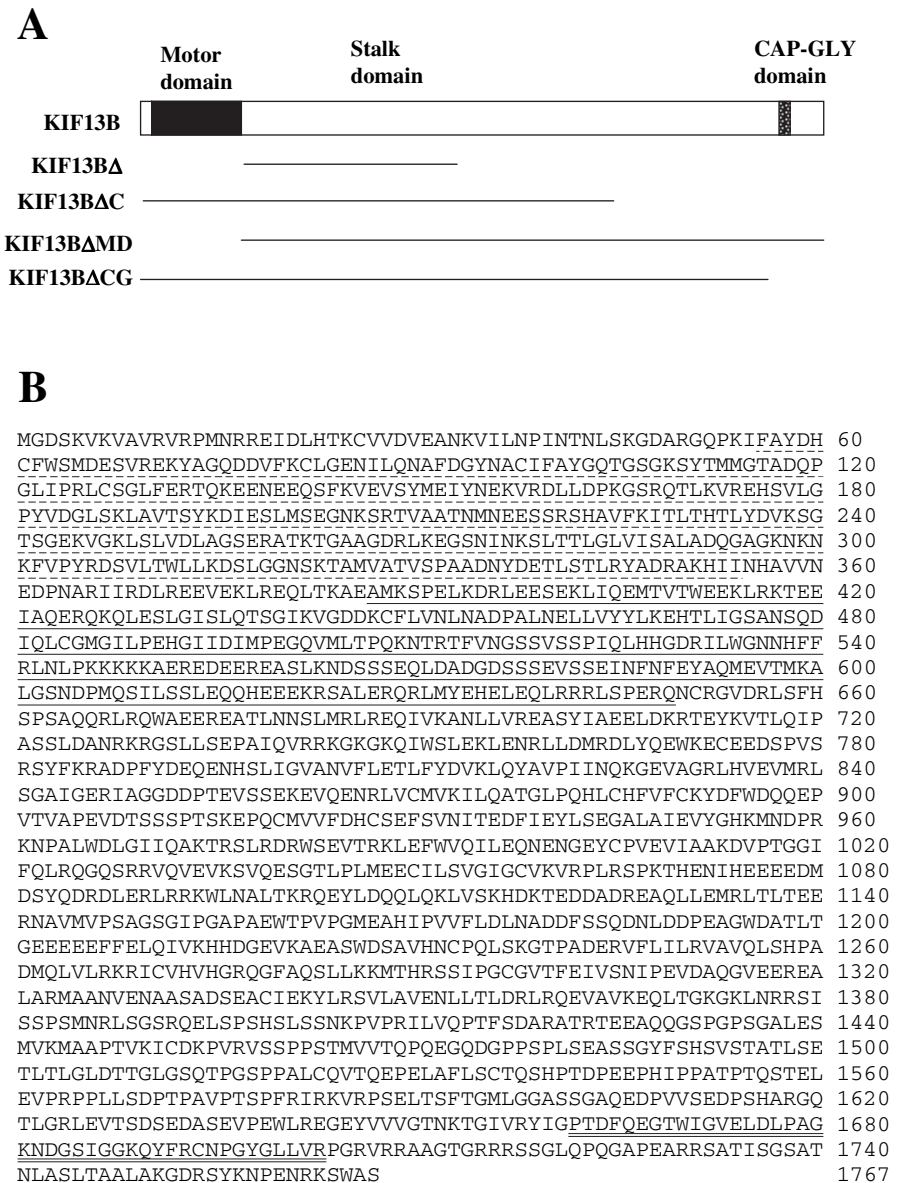 A
Motor domain
Stalk domain
CAP-GLY domain
KIF13B
KIF13BΔ
KIF13BΔC
KIF13BΔMD
KIF13BΔCG
B
MGDSKVKVAVRVRPMNRREIDLHTKCVVDVEANKVILNPINTNLSKGDARGQPKIFAYDH 60
CFWSMDESVREKYAGQDDVFKCLGENILQNAFDGYNACIFAYGQTGSGKSYTMMGTADQP 120
GLIPRLCSGLFERTQKEENEEQSFKVEVSYMEIYNEKVRDLLDPKGSRQTLKVREHSVLG 180
PYVDGLSKLAVTSYKDIESLMSEGNKSRTVAATNMNEESSRSHAVFKITLTHTLYDVKSG 240
TSGEKVGKLSLVDLAGSERATKTGAAGDRLKEGSNINKSLTTLGLVISALADQGAGKNKN 300
KFVPYRDSVLTWLLKDSLGGNSKTAMVATVSPAADNYDETLSTLRYADRAKHIINHAVVN 360
EDPNARIIRDLREEVEKLREQLTKAEAMKSPELKDRLEESEKLIQEMTVTWEEKLRKTEE 420
IAQERQKQLESLGISLQTSGIKVGDDKCFLVNLNADPALNELLVYYLKEHTLIGSANSQD 480
IQLCGMGILPEHGIIDIMPEGQVMLTPQKNTRTFVNGSSVSSPIQLHHGDRILWGNNHFF 540
RLNLPKKKKKAEREDEEREASLKNDSSSEQLDADGDSSSEVSSEINFNFEYAQMEVTMKA 600
LGSNDPMQSILSSLEQQHEEEKRSALERQRLMYEHELEQLRRRLSPERQNCRGVDRLSFH 660
SPSAQQRLRQWAEEREATLNNSLMRLREQIVKANLLVREASYIAEELDKRTEYKVTLQIP 720
ASSLDANRKRGSLLSEPAIQVRRKGKGKQIWSLEKLENRLLDMRDLYQEWKECEEDSPVS 780
RSYFKRADPFYDEQENHSLIGVANVFLETLFYDVKLQYAVPIINQKGEVAGRLHVEVMRL 840
SGAIGERIAGGDDPTEVSSEKEVQENRLVCMVKILQATGLPQHLCHFVFCKYDFWDQQEP 900
VTVAPEVDTSSSPTSKEPQCMVVFDHCSEFSVNITEDFIEYLSEGALAIEVYGHKMNDPR 960
KNPALWDLGIIQAKTRSLRDRWSEVTRKLEFWVQILEQNENGEYCPVEVIAAKDVPTGGI 1020
FQLRQGQSRRVQVEVKSVQESGTLPLMEECILSVGIGCVKVRPLRSPKTHENIHEEEEDM 1080
DSYQDRDLERLRRKWLNALTKRQEYLDQQLQKLVSKHDKTEDDADREAQLLEMRLTLTEE 1140
RNAVMVPSAGSGIPGAPAEWTPVPGMEAHIPVVFLDLNADDFSSQDNLDDPEAGWDATLT 1200
GEEEEEFFELQIVKHHDGEVKAEASWDSAVHNCPQLSKGTPADERVFLILRVAVQLSHPA 1260
DMQLVLRKRICVHVHGRQGFAQSLLKKMTHRSSIPGCGVTFEIVSNIPEVDAQGVEEREA 1320
LARMAANVENAASADSEACIEKYLRSVLAVENLLTLDRLRQEVAVKEQLTGKGKLNRRSI 1380
SSPSMNRLSGSRQELSPSHSLSSNKPVPRILVQPTFSDARATRTEEAQQGSPGPSGALES 1440
MVKMAAPTVKICDKPVRVSSPPSTMVVTQPQEGQDGPPSPLSEASSGYFSHSVSTATLSE 1500
TLTLGLDTTGLGSQTPGSPPALCQVTQEPELAFLSCTQSHPTDPEEPHIPPATPTQSTEL 1560
EVPRPPLLSDPTPAVPTSPFRIRKVRPSELTSFTGMLGGASSGAQEDPVVSEDPSHARGQ 1620
TLGRLEVTSDSEDASEVPEWLREGEYVVVGTNKTGIVRYIGPTDFQEGTWIGVELDLPAG 1680
KNDGSIGGKQYFRCNPGYGLLVRPGRVRRAAGTGRRRSSGLQPQGAPEARRSATISGSAT 1740
NLASLTAALAKGDRSYKNPENRKSWAS 1767